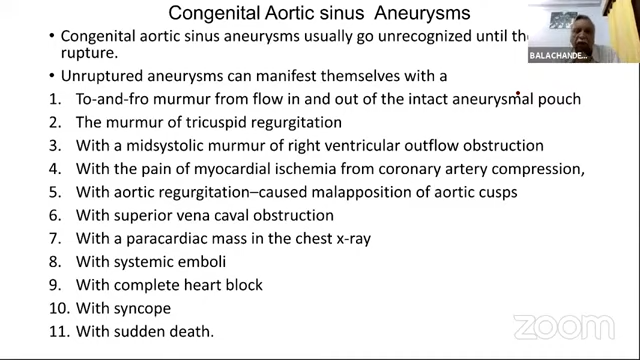 Congenital Aortic sinus Aneurysms
• Congenital aortic sinus aneurysms usually go unrecognized until the
rupture.
• Unruptured aneurysms can manifest themselves with a
1. To-and-fro murmur from flow in and out of the intact aneurysmal pouch
2. The murmur of tricuspid regurgitation
3. With a midsystolic murmur of right ventricular outflow obstruction
4. With the pain of myocardial ischemia from coronary artery compression,
5. With aortic regurgitation–caused malapposition of aortic cusps
6. With superior vena caval obstruction
7. With a paracardiac mass in the chest x-ray
8. With systemic emboli
9. With complete heart block
10. With syncope
11. With sudden death.
BALACHANDE...
zoom